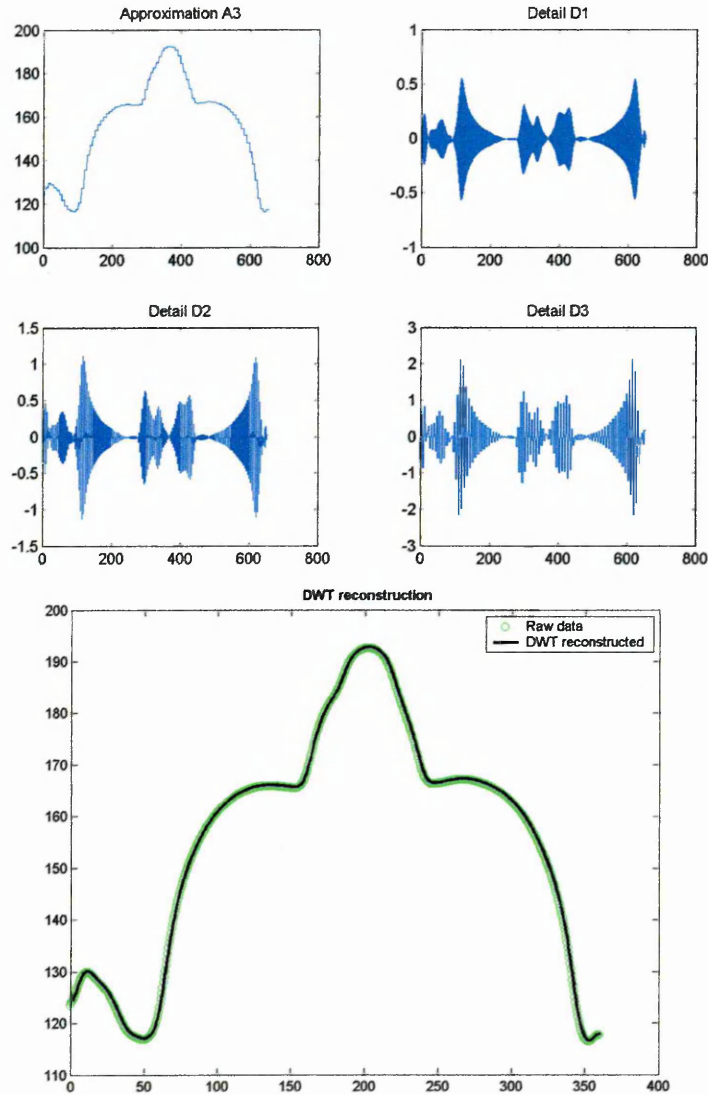 Approximation A3
200
180
160
140
120
100
0 200 400 600 800
Detail D1
1
0.5
0
-0.5
-1
0 200 400 600 800
Detail D2
1.5
1
0.5
0
-0.5
-1
-1.5
0 200 400 600 800
Detail D3
3
2
1
0
-1
-2
-3
0 200 400 600 800
DWT reconstruction
Raw data
DWT reconstructed
200
190
180
170
160
150
140
130
120
110
0 50 100 150 200 250 300 350 400